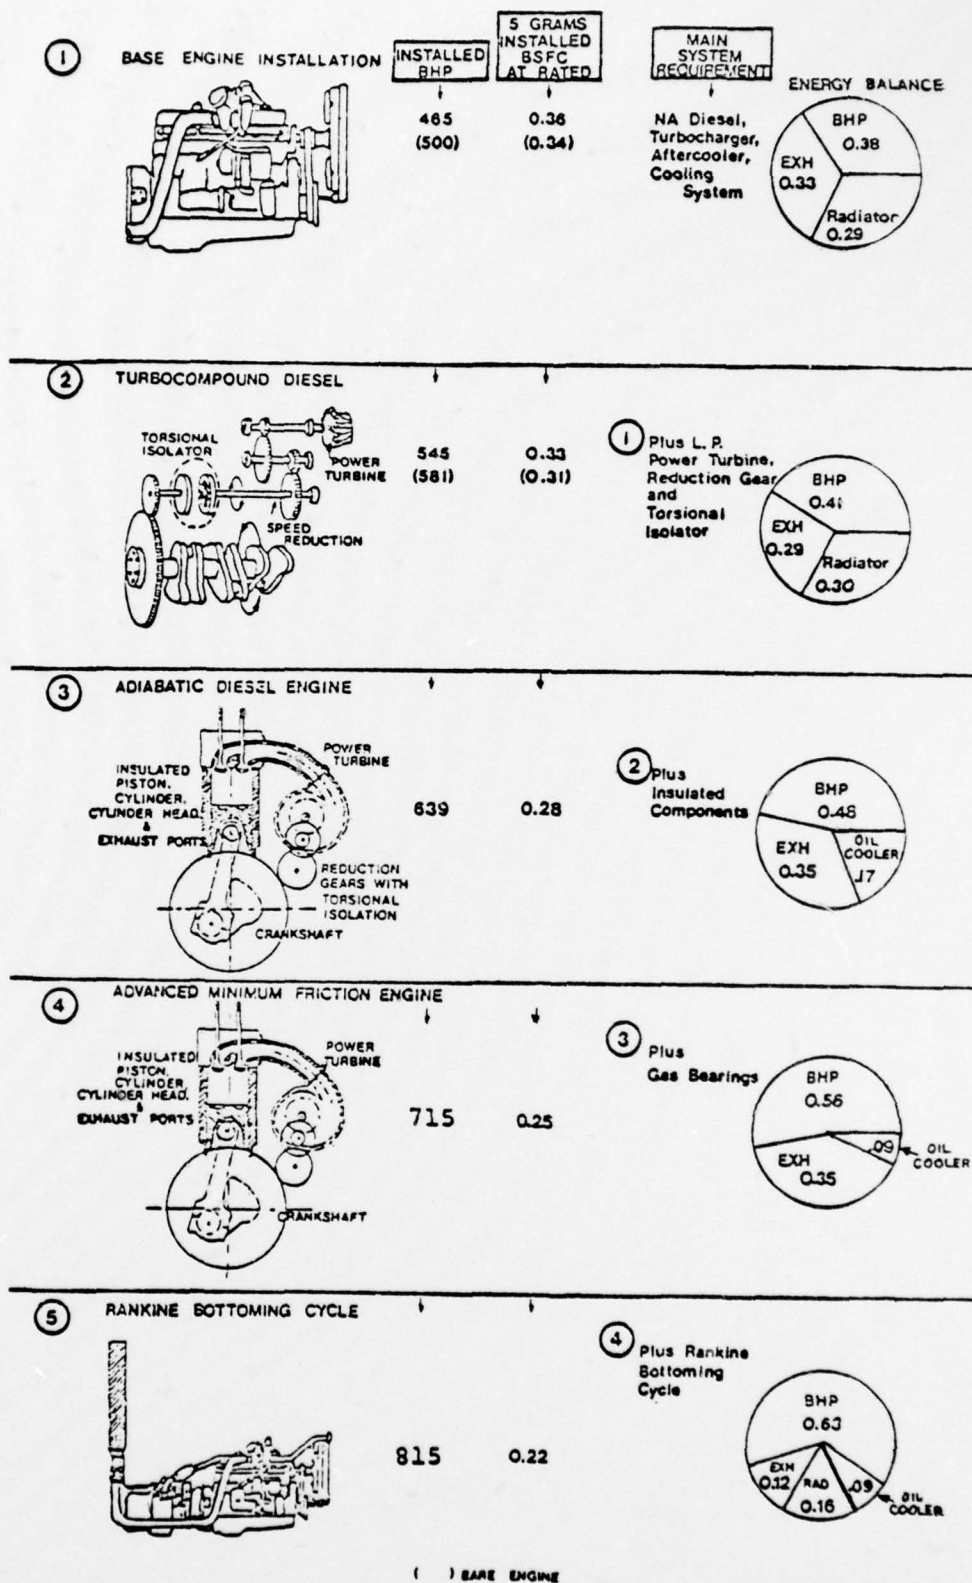 1 BASE ENGINE INSTALLATION
INSTALLED
BHP
5 GRAMS
INSTALLED
BSFC
AT RATED
MAIN
SYSTEM
REQUIREMENT
ENERGY BALANCE
465
(500)
0.36
(0.34)
NA Diesel,
Turbocharger,
Aftercooler,
Cooling
System
BHP
0.38
EXH
0.33
Radiator
0.29
2 TURBOCOMPOUND DIESEL
TORSIONAL
ISOLATOR
POWER
TURBINE
SPEED
REDUCTION
545
(581)
0.33
(0.31)
1 Plus L.P.
Power Turbine,
Reduction Gear
and
Torsional
Isolator
BHP
0.41
EXH
0.29
Radiator
0.30
3 ADIABATIC DIESEL ENGINE
INSULATED
PISTON,
CYLINDER,
CYLINDER HEAD,
&
EXHAUST PORTS
POWER
TURBINE
REDUCTION
GEARS WITH
TORSIONAL
ISOLATION
CRANKSHAFT
639
0.28
2 Plus
Insulated
Components
BHP
0.48
EXH
0.35
OIL
COOLER
.17
4 ADVANCED MINIMUM FRICTION ENGINE
INSULATED
PISTON,
CYLINDER,
CYLINDER HEAD,
&
EXHAUST PORTS
POWER
TURBINE
CRANKSHAFT
715
0.25
3 Plus
Gas Bearings
BHP
0.56
EXH
0.35
.09
OIL
COOLER
5 RANKINE BOTTOMING CYCLE
815
0.22
4 Plus Rankine
Bottoming
Cycle
BHP
0.63
EXH
0.12
RAD
0.16
.09
OIL
COOLER
( ) BARE ENGINE